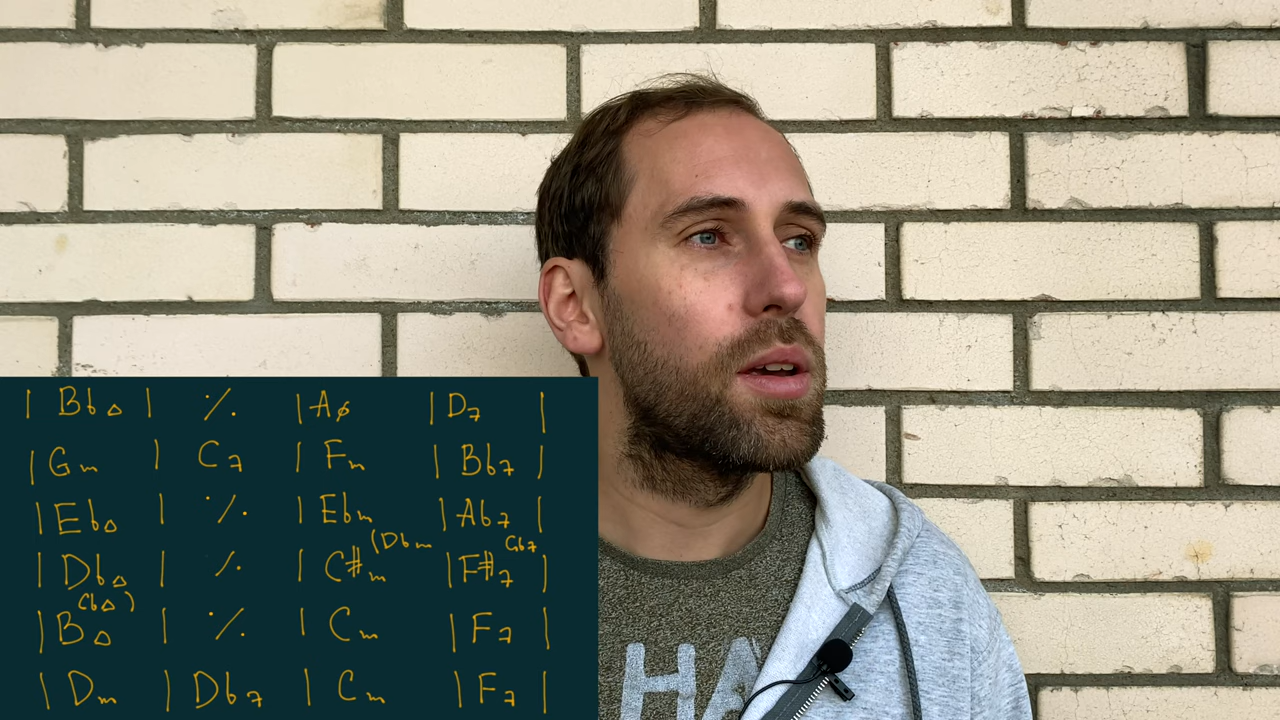 | Bb△ | ٪ | Aø | D7 |
| Gm | C7 | Fm | Bb7 |
| Eb△ | ٪ | Ebm | Ab7 |
(Dbm Gb7
| Db△ | ٪ | C#m | F#7 |
(Cb△)
| B△ | ٪ | Cm | F7 |
| Dm | Db7 | Cm | F7 |
HA